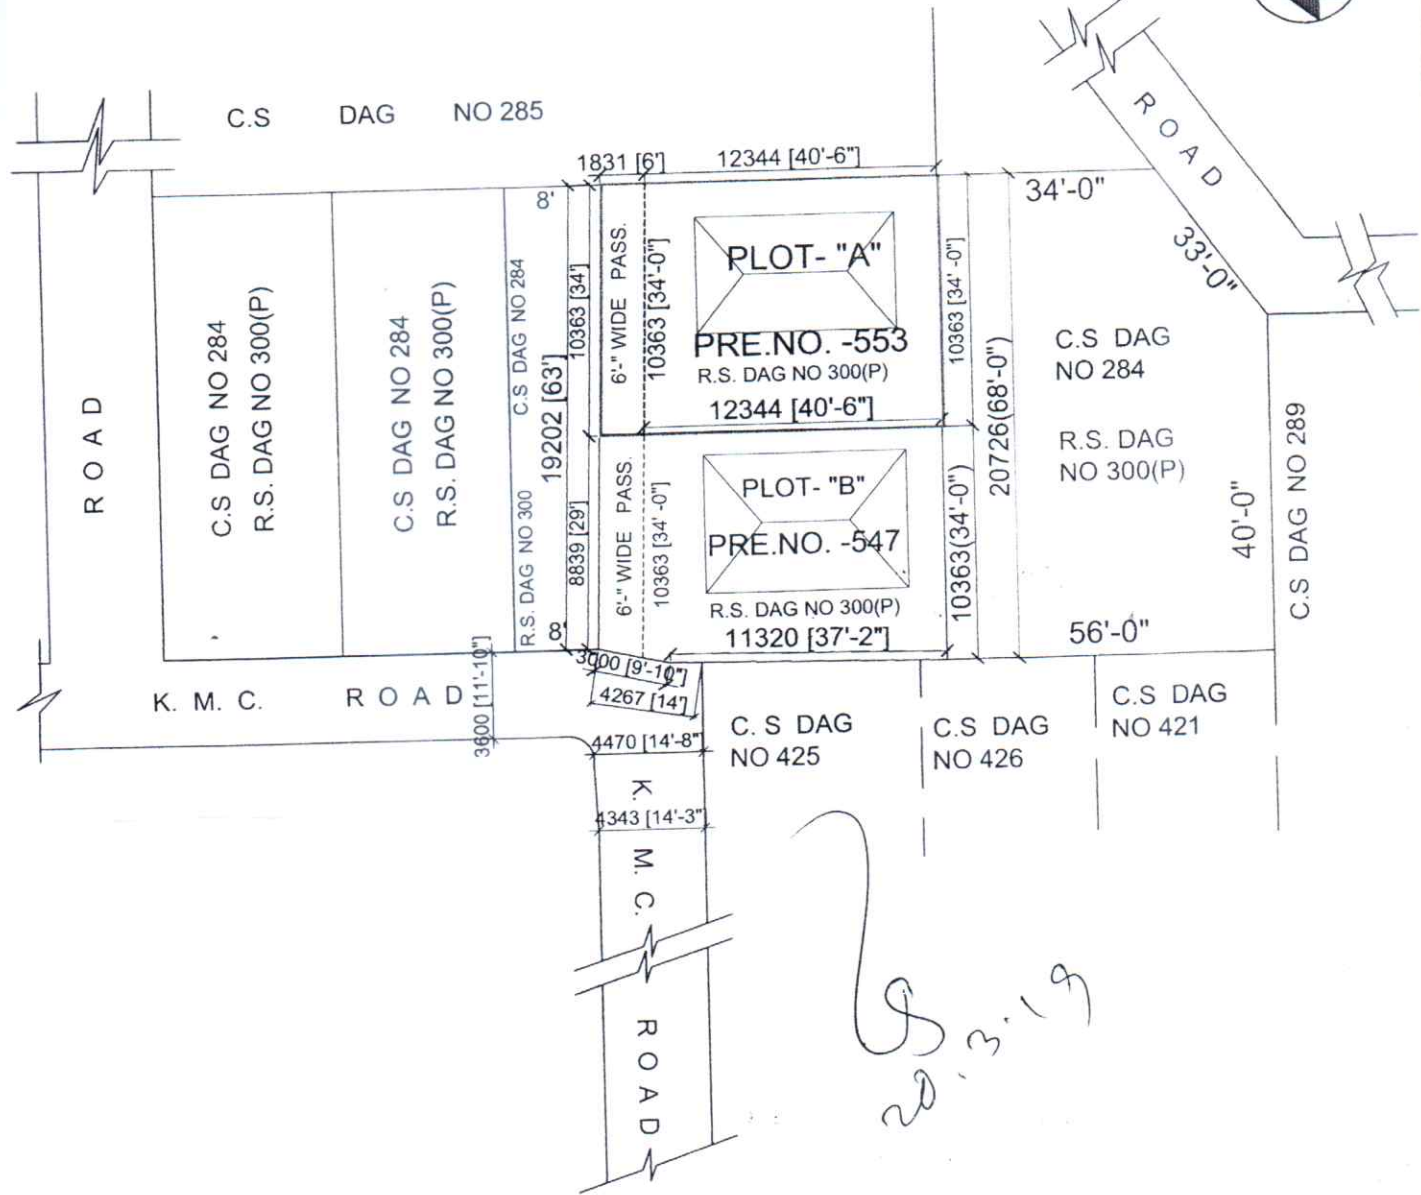 C.S DAG NO 285
ROAD
1831 [6']
12344 [40'-6"]
ROAD
34'-0"
33'-0"
8'
C.S DAG NO 284
R.S. DAG NO 300(P)
C.S DAG NO 284
R.S. DAG NO 300(P)
C.S DAG NO 284
R.S. DAG NO 300
19202 [63']
10363 [34']
8839 [29']
6'-" WIDE PASS.
10363 [34'-0"]
PLOT- "A"
PRE.NO. -553
R.S. DAG NO 300(P)
12344 [40'-6"]
10363 [34' -0"]
20726(68'-0")
C.S DAG
NO 284
R.S. DAG
NO 300(P)
40'-0"
C.S DAG NO 289
6'-" WIDE PASS.
10363 [34' -0"]
PLOT- "B"
PRE.NO. -547
R.S. DAG NO 300(P)
11320 [37'-2"]
10363(34'-0")
56'-0"
8'
3000 [9'-10"]
4267 [14']
K. M. C. ROAD
3600 [11'-10"]
4470 [14'-8"]
4343 [14'-3"]
K. M. C. ROAD
C. S DAG
NO 425
C.S DAG
NO 426
C.S DAG
NO 421
20.3.19